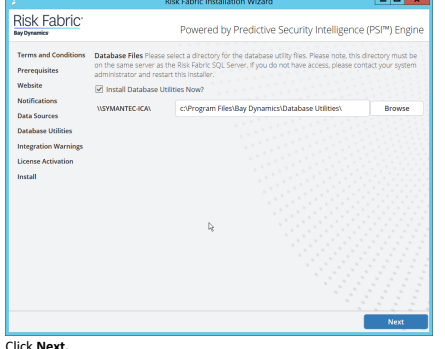 Risk Fabric Installation Wizard
Risk Fabric
Bay Dynamics
Powered by Predictive Security Intelligence (PSI™) Engine
Terms and Conditions
Prerequisites
Website
Notifications
Data Sources
Database Utilities
Integration Warnings
License Activation
Install
Database Files Please select a directory for the database utility files. Please note, this directory must be
on the same server as the Risk Fabric SQL Server. If you do not have access, please contact your system
administrator and restart this installer.
Install Database Utilities Now?
\\SYMANTEC-ICA\
c:\Program Files\Bay Dynamics\Database Utilities\
Browse
Next
Click Next.